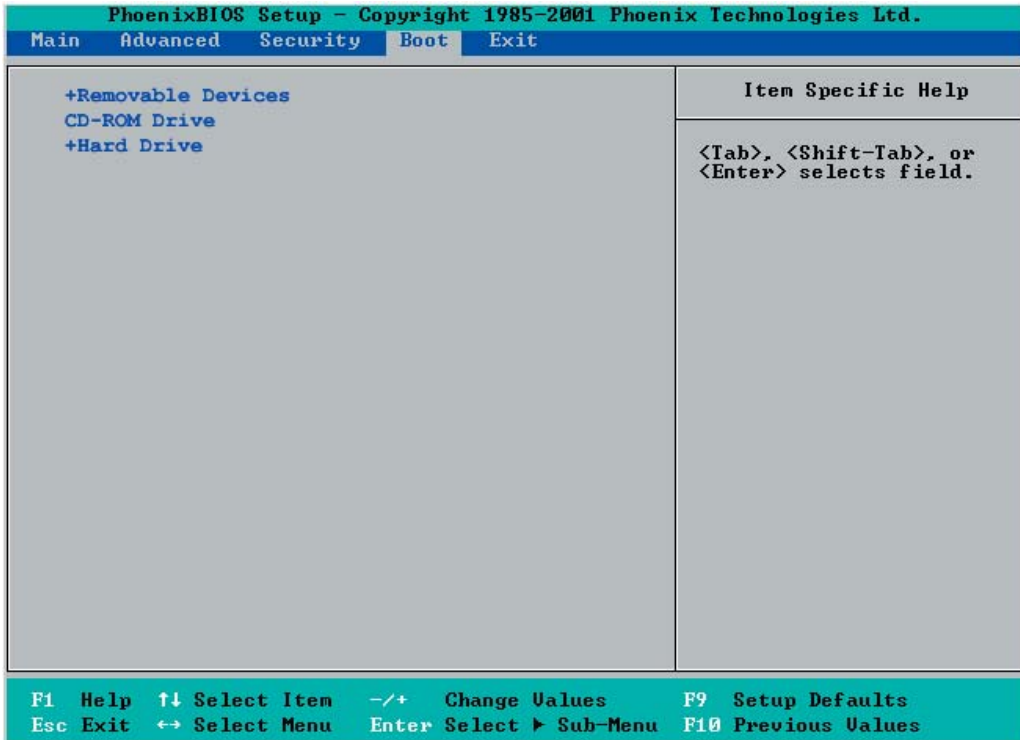 PhoenixBIOS Setup - Copyright 1985-2001 Phoenix Technologies Ltd.
Main Advanced Security Boot Exit
+Removable Devices
CD-ROM Drive
+Hard Drive
Item Specific Help
<Tab>, <Shift-Tab>, or
<Enter> selects field.
F1 Help ↑↓ Select Item -/+ Change Values F9 Setup Defaults
Esc Exit ↔ Select Menu Enter Select ▶ Sub-Menu F10 Previous Values